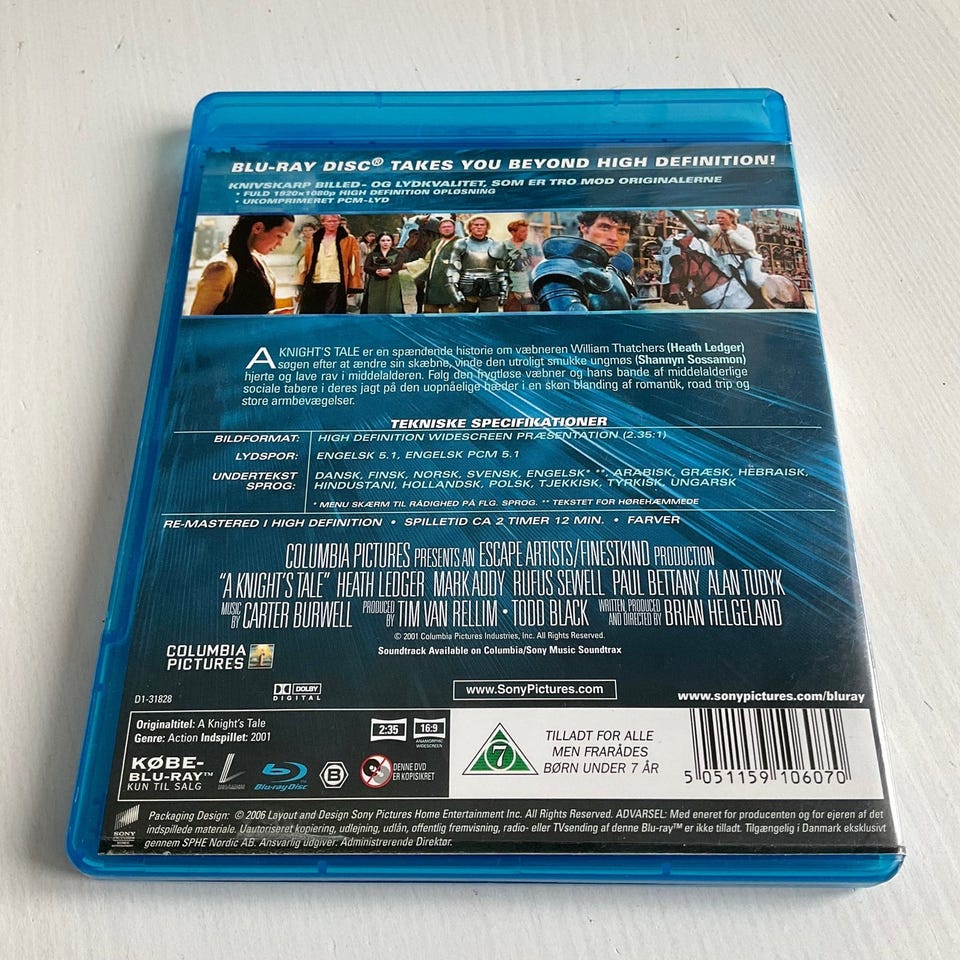 BLU-RAY DISC® TAKES YOU BEYOND HIGH DEFINITION!
KNIVSKARP BILLED- OG LYDKVALITET, SOM ER TRO MOD ORIGINALERNE
• FULD 1920x1080p HIGH DEFINITION OPLØSNING
• UKOMPRIMERET PCM-LYD
A KNIGHT'S TALE er en spændende historie om væbneren William Thatchers (Heath Ledger)
søgen efter at ændre sin skæbne, vinde den utroligt smukke ungmøs (Shannyn Sossamon)
hjerte og lave rav i middelalderen. Følg den frygtløse væbner og hans bande af middelalderlige
sociale tabere i deres jagt på den uopnåelige hæder i en skøn blanding af romantik, road trip og
store armbevægelser.
TEKNISKE SPECIFIKATIONER
BILDFORMAT: HIGH DEFINITION WIDESCREEN PRÆSENTATION (2.35:1)
LYDSPOR: ENGELSK 5.1, ENGELSK PCM 5.1
UNDERTEKST DANSK, FINSK, NORSK, SVENSK, ENGELSK* **, ARABISK, GRÆSK, HEBRAISK,
SPROG: HINDUSTANI, HOLLANDSK, POLSK, TJEKKISK, TYRKISK, UNGARSK
* MENU SKÆRM TIL RÅDIGHED PÅ FLG. SPROG. ** TEKSTET FOR HØREHÆMMEDE
RE-MASTERED I HIGH DEFINITION • SPILLETID CA 2 TIMER 12 MIN. • FARVER
COLUMBIA PICTURES PRESENTS AN ESCAPE ARTISTS/FINESTKIND PRODUCTION
"A KNIGHT'S TALE" HEATH LEDGER MARK ADDY RUFUS SEWELL PAUL BETTANY ALAN TUDYK
MUSIC BY CARTER BURWELL PRODUCED BY TIM VAN RELLIM • TODD BLACK WRITTEN, PRODUCED AND DIRECTED BY BRIAN HELGELAND
© 2001 Columbia Pictures Industries, Inc. All Rights Reserved.
Soundtrack Available on Columbia/Sony Music Soundtrax
COLUMBIA
PICTURES
D1-31828
DOLBY
DIGITAL
www.SonyPictures.com
www.sonypictures.com/bluray
Originaltitel: A Knight's Tale
Genre: Action Indspillet: 2001
2:35
16:9
ANAMORPHIC
WIDESCREEN
KØBE-
BLU-RAY™
KUN TIL SALG
Blu-ray Disc
B
DENNE DVD
ER KOPISIKRET
7
TILLADT FOR ALLE
MEN FRARÅDES
BØRN UNDER 7 ÅR
5 051159 106070
SONY
Packaging Design: © 2006 Layout and Design Sony Pictures Home Entertainment Inc. All Rights Reserved. ADVARSEL: Med eneret for producenten og for ejeren af det
indspillede materiale. Uautoriseret kopiering, udlejning, udlån, offentlig fremvisning, radio- eller TVsending af denne Blu-ray™ er ikke tilladt. Tilgængelig i Danmark eksklusivt
gennem SPHE Nordic AB. Ansvarlig udgiver: Administrerende Direktør.